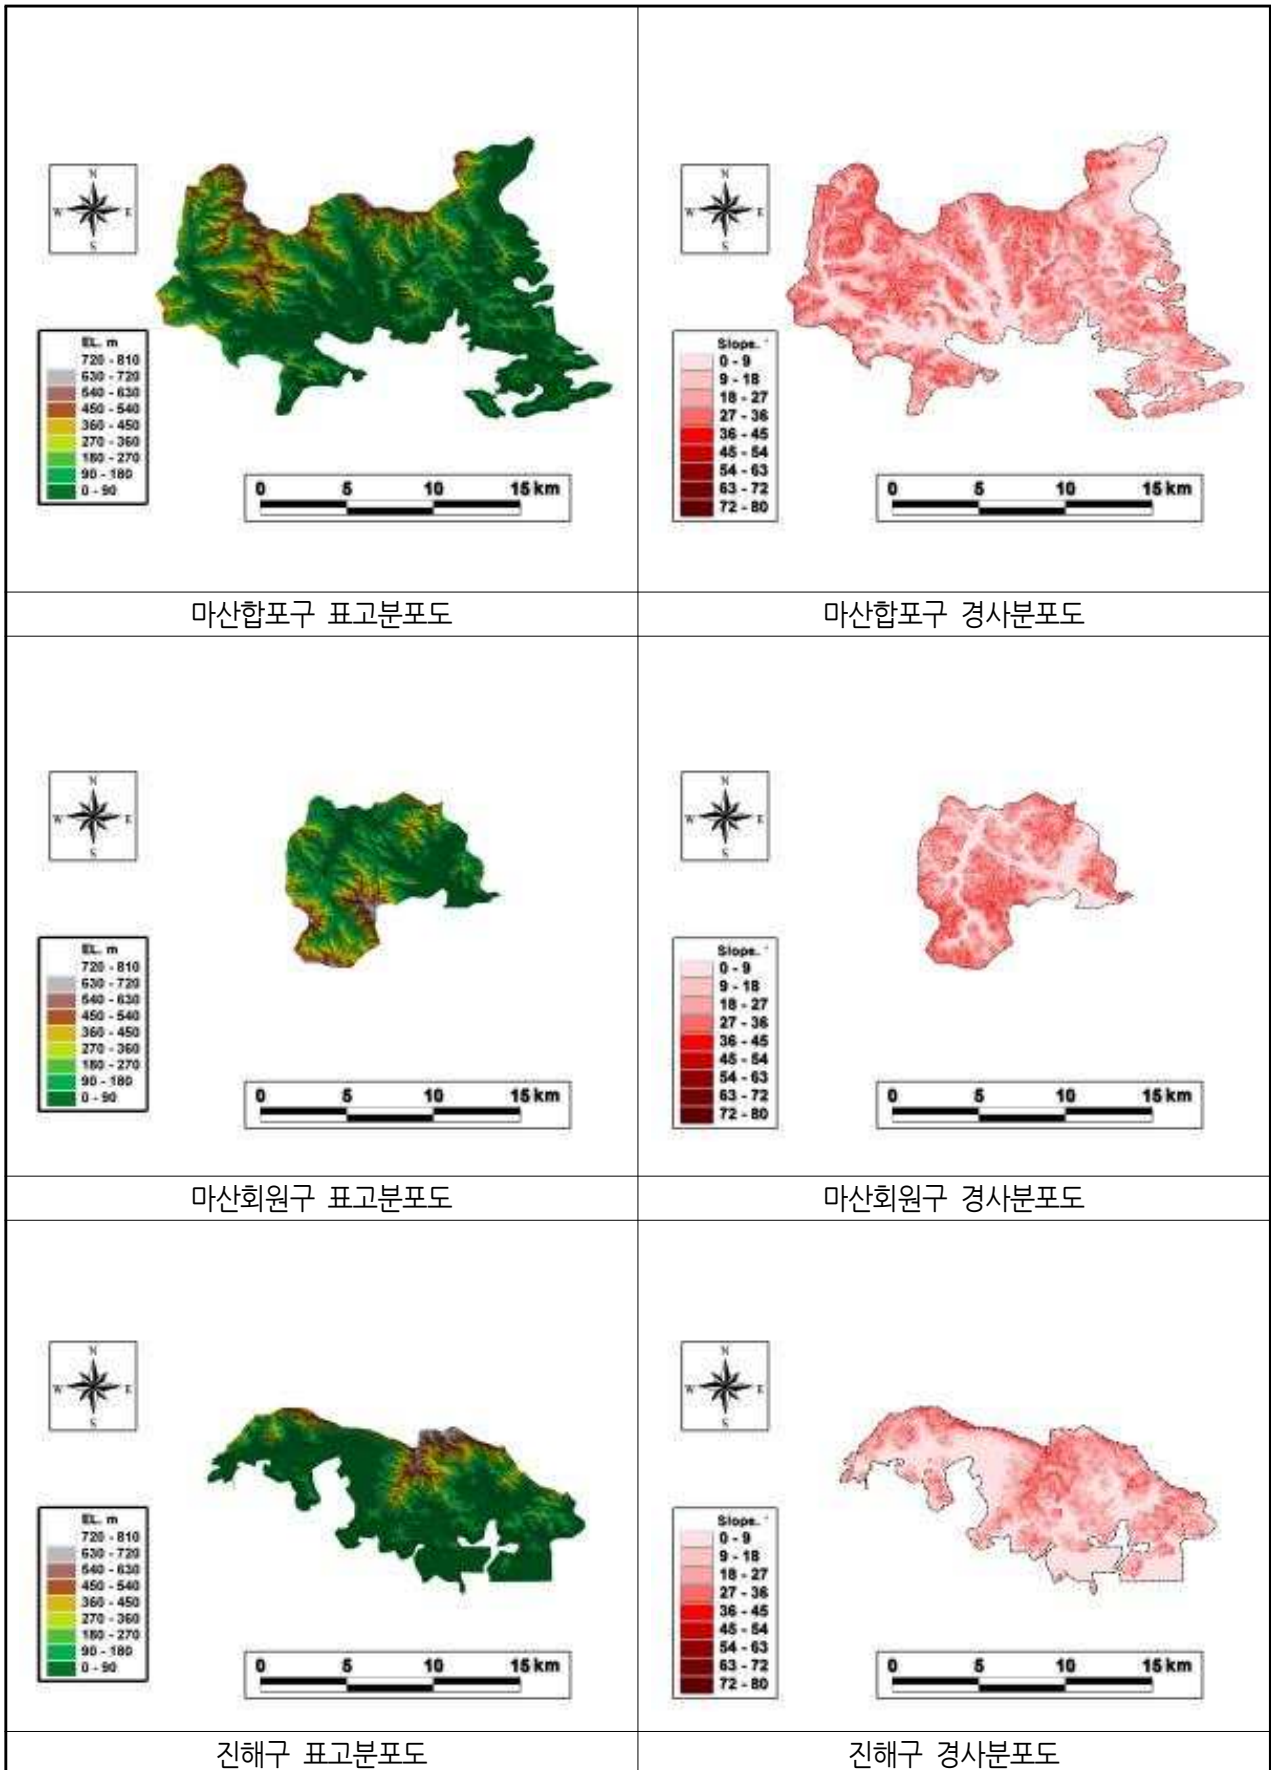 N
W E
S
EL. m
720 - 810
630 - 720
540 - 630
450 - 540
360 - 450
270 - 360
180 - 270
90 - 180
0 - 90
0 5 10 15 km
N
W E
S
Slope. °
0 - 9
9 - 18
18 - 27
27 - 36
36 - 45
45 - 54
54 - 63
63 - 72
72 - 80
0 5 10 15 km
마산합포구 표고분포도
마산합포구 경사분포도
N
W E
S
EL. m
720 - 810
630 - 720
540 - 630
450 - 540
360 - 450
270 - 360
180 - 270
90 - 180
0 - 90
0 5 10 15 km
N
W E
S
Slope. °
0 - 9
9 - 18
18 - 27
27 - 36
36 - 45
45 - 54
54 - 63
63 - 72
72 - 80
0 5 10 15 km
마산회원구 표고분포도
마산회원구 경사분포도
N
W E
S
EL. m
720 - 810
630 - 720
540 - 630
450 - 540
360 - 450
270 - 360
180 - 270
90 - 180
0 - 90
0 5 10 15 km
N
W E
S
Slope. °
0 - 9
9 - 18
18 - 27
27 - 36
36 - 45
45 - 54
54 - 63
63 - 72
72 - 80
0 5 10 15 km
진해구 표고분포도
진해구 경사분포도